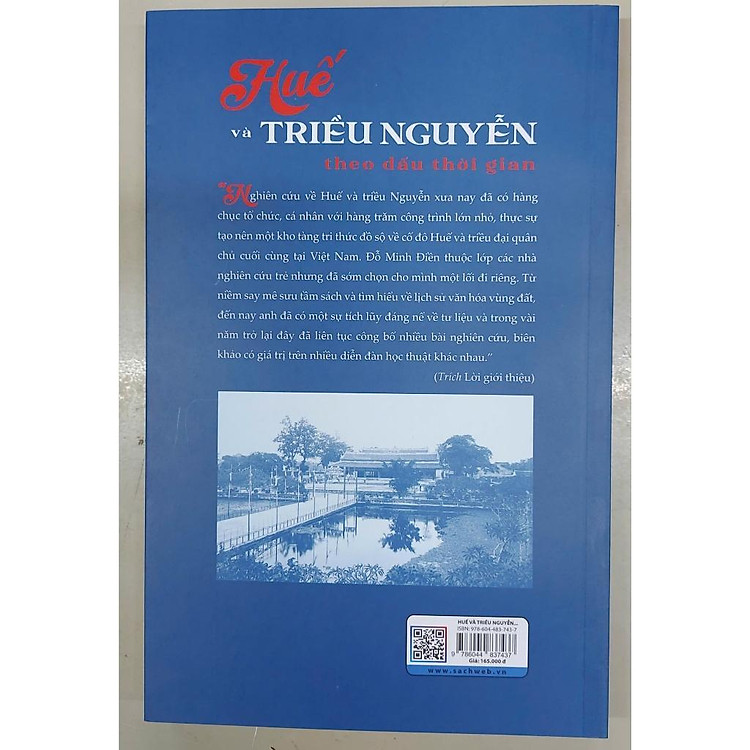 Huế
và TRIỀU NGUYỄN
theo dấu thời gian
"Nghiên cứu về Huế và triều Nguyễn xưa nay đã có hàng
chục tổ chức, cá nhân với hàng trăm công trình lớn nhỏ, thực sự
tạo nên một kho tàng tri thức đồ sộ về cố đô Huế và triều đại quân
chủ cuối cùng tại Việt Nam. Đỗ Minh Điền thuộc lớp các nhà
nghiên cứu trẻ nhưng đã sớm chọn cho mình một lối đi riêng. Từ
niềm say mê sưu tầm sách và tìm hiểu về lịch sử văn hóa vùng đất,
đến nay anh đã có một sự tích lũy đáng nể về tư liệu và trong vài
năm trở lại đây đã liên tục công bố nhiều bài nghiên cứu, biên
khảo có giá trị trên nhiều diễn đàn học thuật khác nhau."
(Trích Lời giới thiệu)
HUẾ VÀ TRIỀU NGUYỄN...
ISBN: 978-604-483-743-7
9 786044 837437
Giá: 165.000 đ
www.sachweb.vn